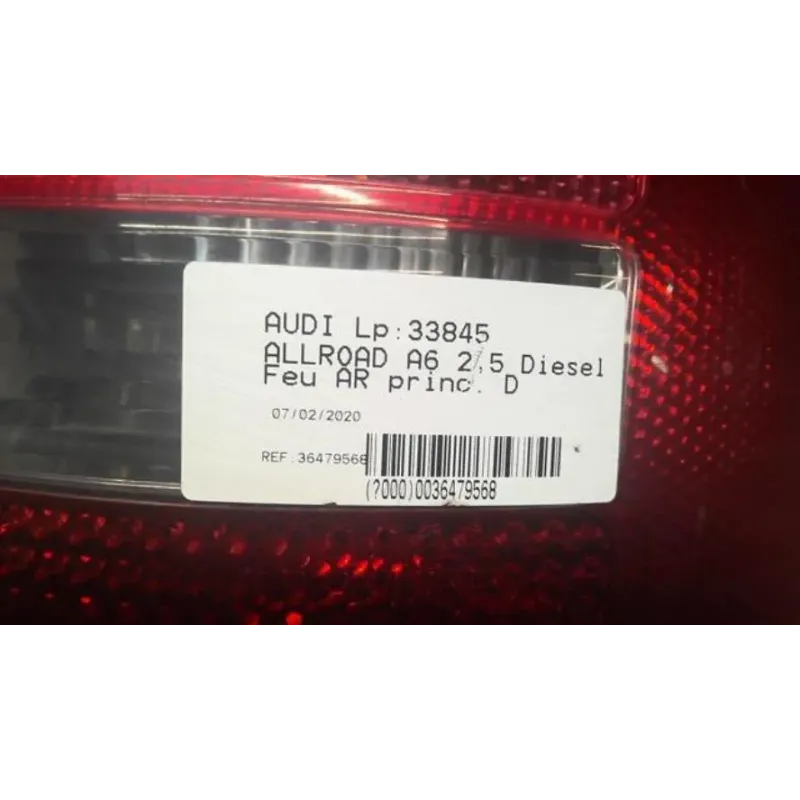 AUDI Lp:33845
ALLROAD A6 2,5 Diesel
Feu AR princ. D
07/02/2020
REF:36479568
(?000)0036479568